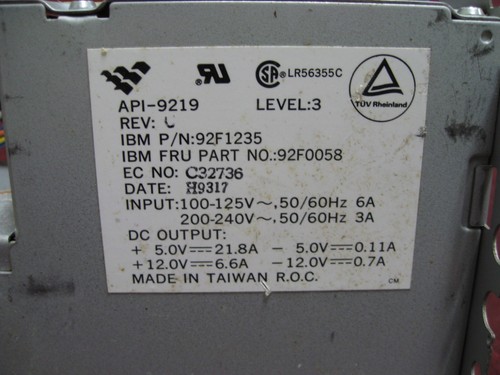 LR56355C
TÜV Rheinland
API-9219 LEVEL:3
REV: C
IBM P/N:92F1235
IBM FRU PART NO.:92F0058
EC NO: C32736
DATE: H9317
INPUT:100-125V～,50/60Hz 6A
200-240V～,50/60Hz 3A
DC OUTPUT:
+ 5.0V⎓21.8A - 5.0V⎓0.11A
+12.0V⎓6.6A -12.0V⎓0.7A
MADE IN TAIWAN R.O.C.
CM